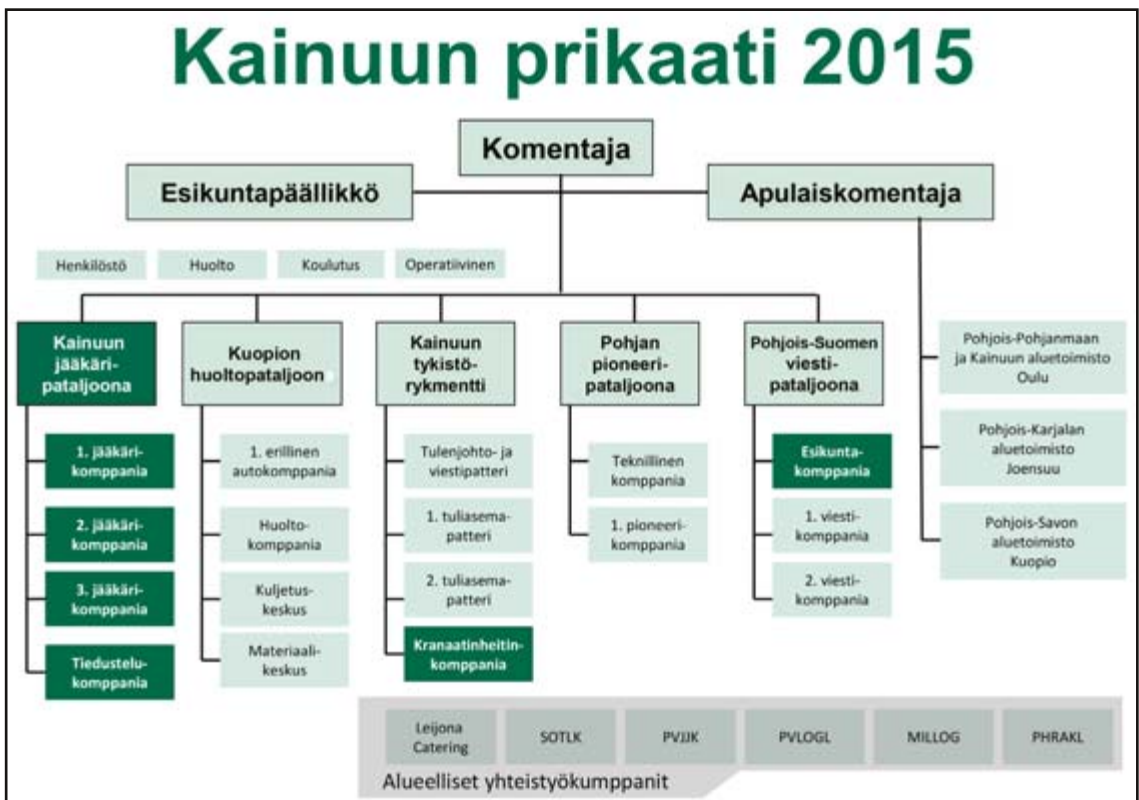 Kainuun prikaati 2015
Komentaja
Esikuntapäällikkö
Apulaiskomentaja
Henkilöstö
Huolto
Koulutus
Operatiivinen
Kainuun
jääkäri-
pataljoona
1. jääkäri-
komppania
2. jääkäri-
komppania
3. jääkäri-
komppania
Tiedustelu-
komppania
Kuopion
huoltopataljoon
1. erillinen
autokomppania
Huolto-
komppania
Kuljetus-
keskus
Materiaali-
keskus
Kainuun
tykistö-
rykmentti
Tulenjohto- ja
viestipatteri
1. tuliasema-
patteri
2. tuliasema-
patteri
Kranaatinheitin-
komppania
Pohjan
pioneeri-
pataljoona
Teknillinen
komppania
1. pioneeri-
komppania
Pohjois-Suomen
viesti-
pataljoona
Esikunta-
komppania
1. viesti-
komppania
2. viesti-
komppania
Pohjois-Pohjanmaan
ja Kainuun aluetoimisto
Oulu
Pohjois-Karjalan
aluetoimisto
Joensuu
Pohjois-Savon
aluetoimisto
Kuopio
Leijona
Catering
SOTLK
PVJJK
PVLOGL
MILLOG
PHRAKL
Alueelliset yhteistyökumppanit